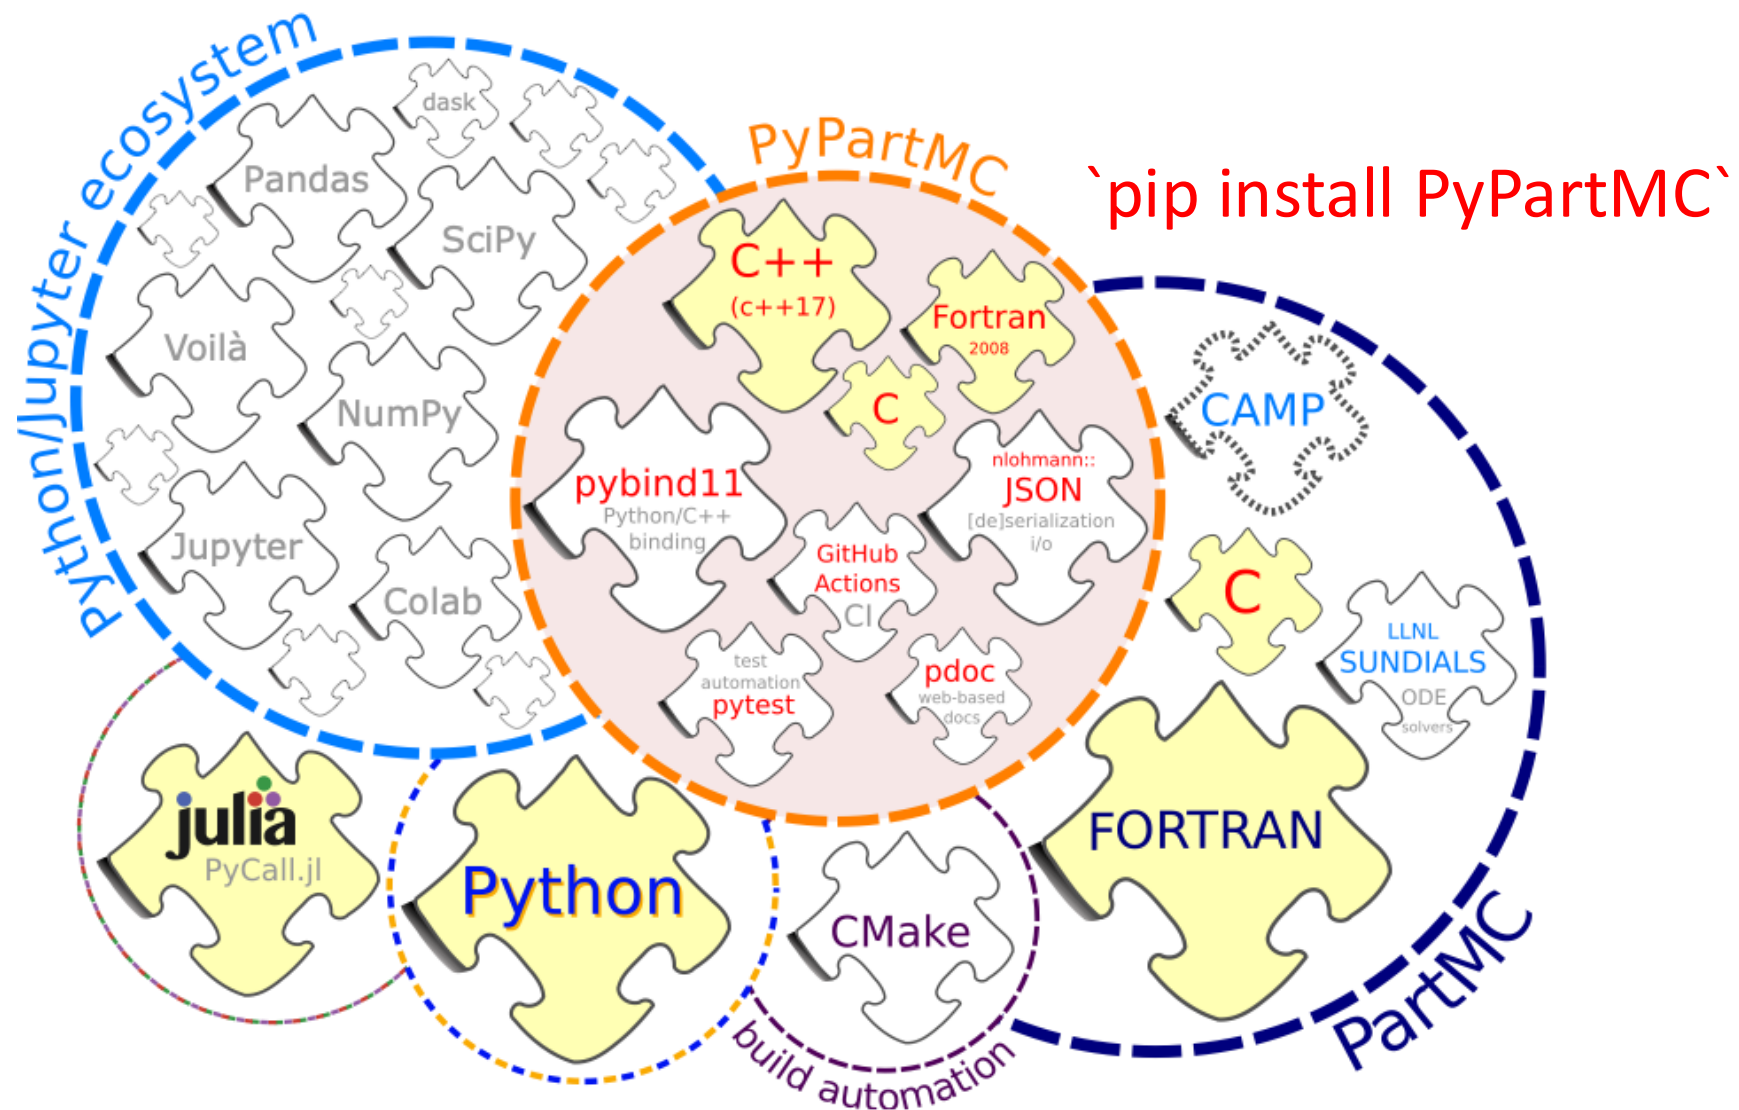 Python/Jupyter ecosystem
dask
Pandas
SciPy
Voilà
NumPy
Jupyter
Colab
PyPartMC
`pip install PyPartMC`
C++
(c++17)
Fortran
2008
C
pybind11
Python/C++
binding
nlohmann::
JSON
[de]serialization
i/o
GitHub
Actions
CI
test
automation
pytest
pdoc
web-based
docs
CAMP
C
LLNL
SUNDIALS
ODE
solvers
FORTRAN
PartMC
julia
PyCall.jl
Python
CMake
build automation